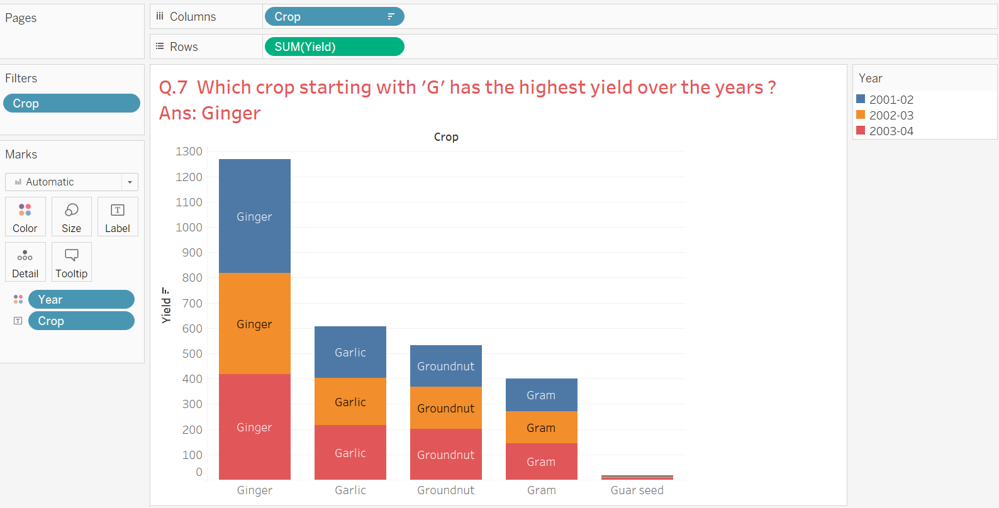 Pages
Columns
Crop
Rows
SUM(Yield)
Filters
Crop
Marks
Automatic
Color
Size
Label
Detail
Tooltip
Year
Crop
Q.7 Which crop starting with 'G' has the highest yield over the years ?
Ans: Ginger
Crop
Yield
1300
1200
1100
1000
900
800
700
600
500
400
300
200
100
0
Ginger
Ginger
Ginger
Garlic
Garlic
Garlic
Groundnut
Groundnut
Groundnut
Gram
Gram
Gram
Ginger
Garlic
Groundnut
Gram
Guar seed
Year
2001-02
2002-03
2003-04